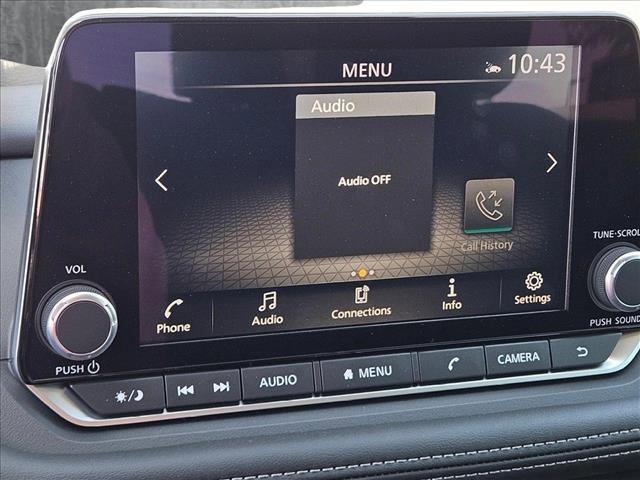 MENU
10:43
Audio
Audio OFF
Call History
Phone
Audio
Connections
Info
Settings
VOL
PUSH
TUNE·SCROLL
PUSH SOUND
AUDIO
MENU
CAMERA